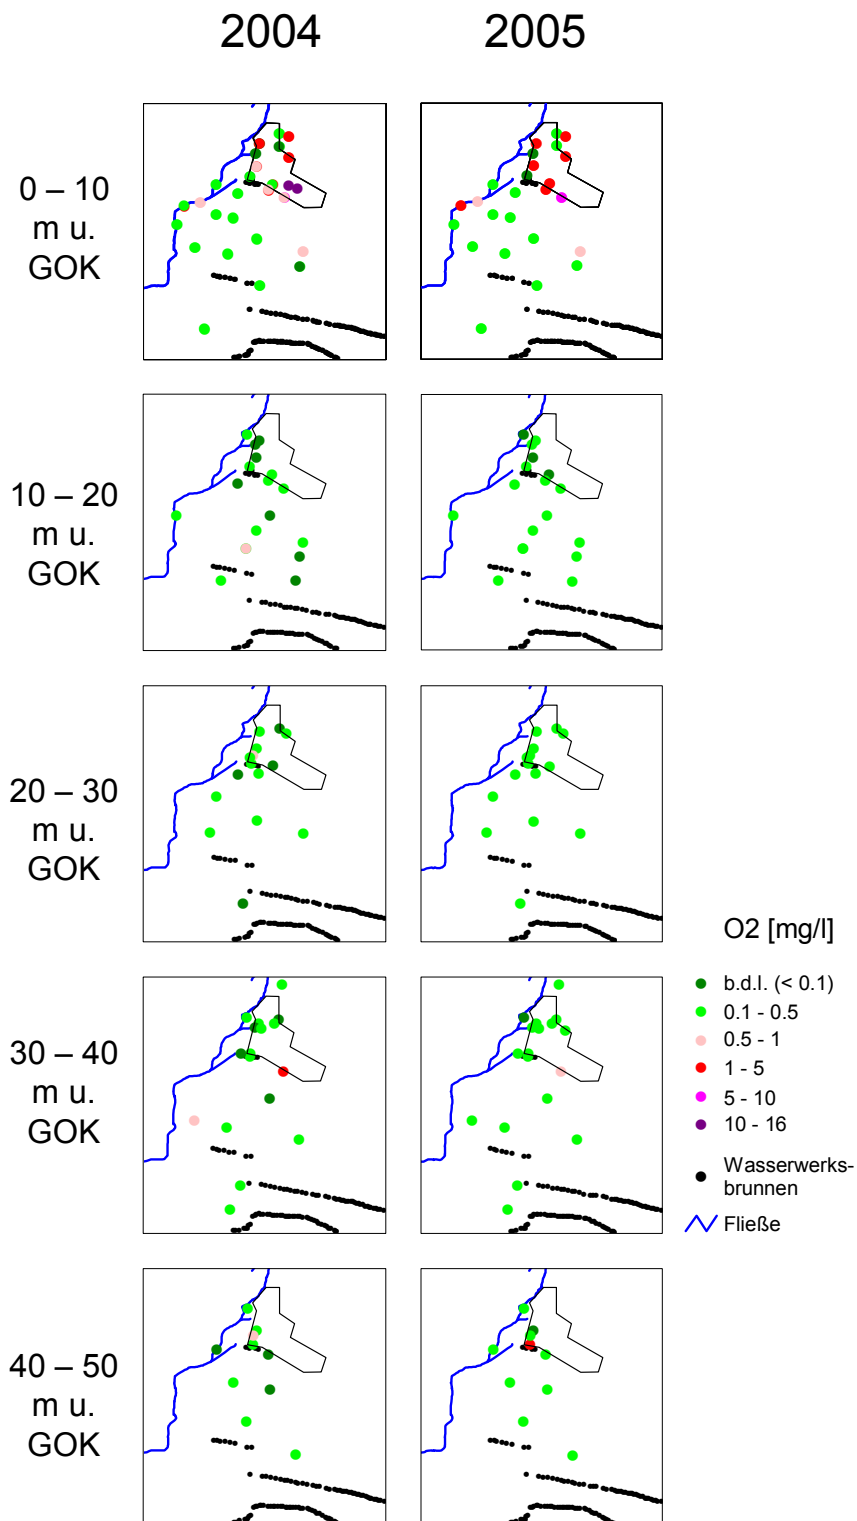 2004
2005
0 – 10
m u.
GOK
10 – 20
m u.
GOK
20 – 30
m u.
GOK
O2 [mg/l]
b.d.l. (< 0.1)
0.1 - 0.5
0.5 - 1
1 - 5
5 - 10
10 - 16
Wasserwerks-
brunnen
Fließe
30 – 40
m u.
GOK
40 – 50
m u.
GOK